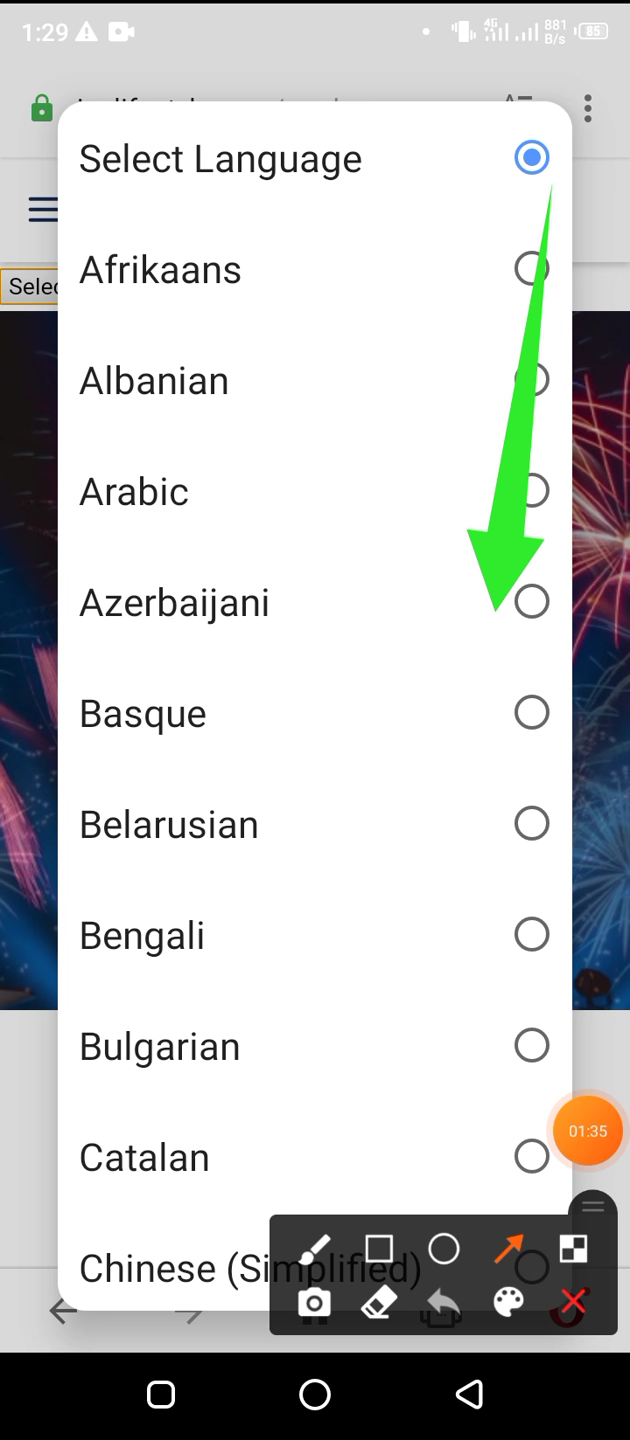 1:29
4G
881
B/s
85
Select Language
Afrikaans
Albanian
Arabic
Azerbaijani
Basque
Belarusian
Bengali
Bulgarian
Catalan
01:35
Chinese (Simplified)